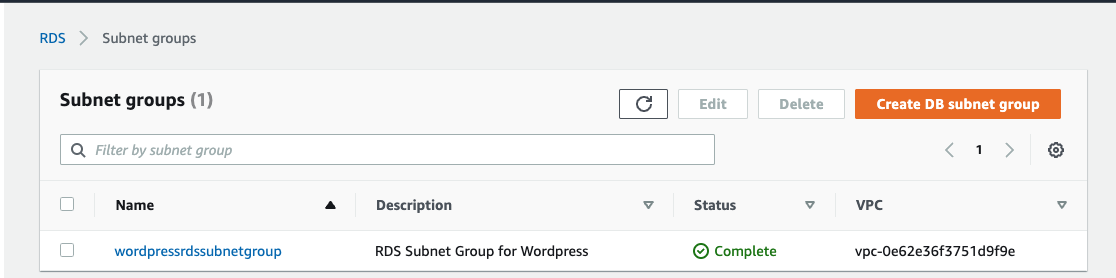 RDS > Subnet groups
Subnet groups (1)
Edit
Delete
Create DB subnet group
Filter by subnet group
1
Name Description Status VPC
wordpressrdssubnetgroup RDS Subnet Group for Wordpress Complete vpc-0e62e36f3751d9f9e